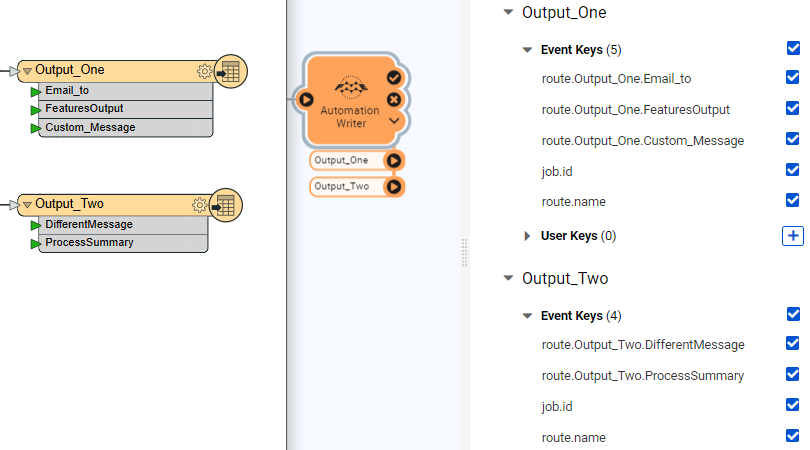 Output_One
Email_to
FeaturesOutput
Custom_Message
Output_Two
DifferentMessage
ProcessSummary
Automation
Writer
Output_One
Output_Two
Output_One
Event Keys (5)
route.Output_One.Email_to
route.Output_One.FeaturesOutput
route.Output_One.Custom_Message
job.id
route.name
User Keys (0)
Output_Two
Event Keys (4)
route.Output_Two.DifferentMessage
route.Output_Two.ProcessSummary
job.id
route.name